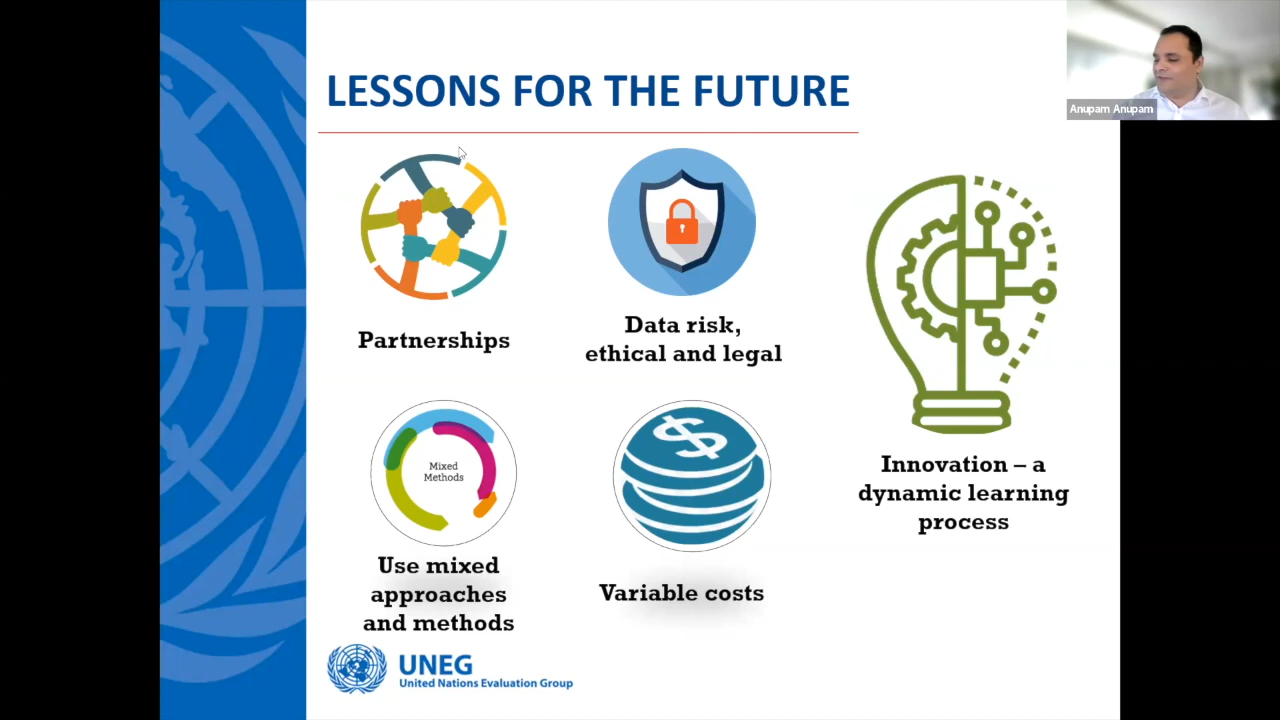 LESSONS FOR THE FUTURE
Anupam Anupam
Partnerships
Data risk,
ethical and legal
Mixed
Methods
Use mixed
approaches
and methods
$
Variable costs
Innovation – a
dynamic learning
process
UNEG
United Nations Evaluation Group